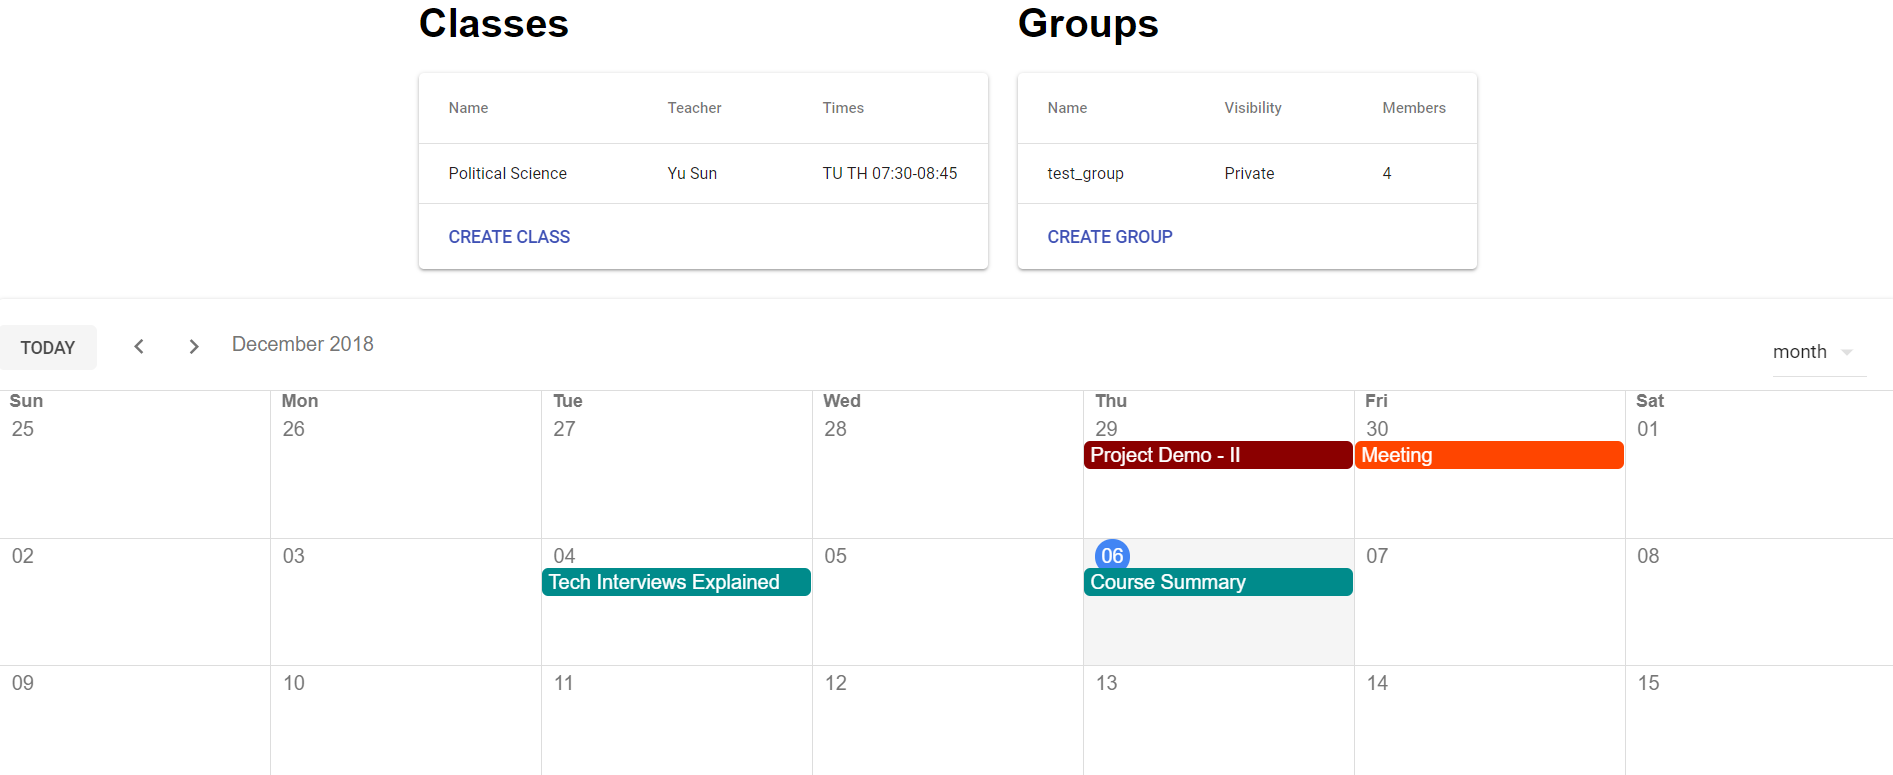 Classes
Groups
Name Teacher Times
Political Science Yu Sun TU TH 07:30-08:45
CREATE CLASS
Name Visibility Members
test_group Private 4
CREATE GROUP
TODAY December 2018 month
Sun Mon Tue Wed Thu Fri Sat
25 26 27 28 29 30 01
Project Demo - II Meeting
02 03 04 05 06 07 08
Tech Interviews Explained Course Summary
09 10 11 12 13 14 15